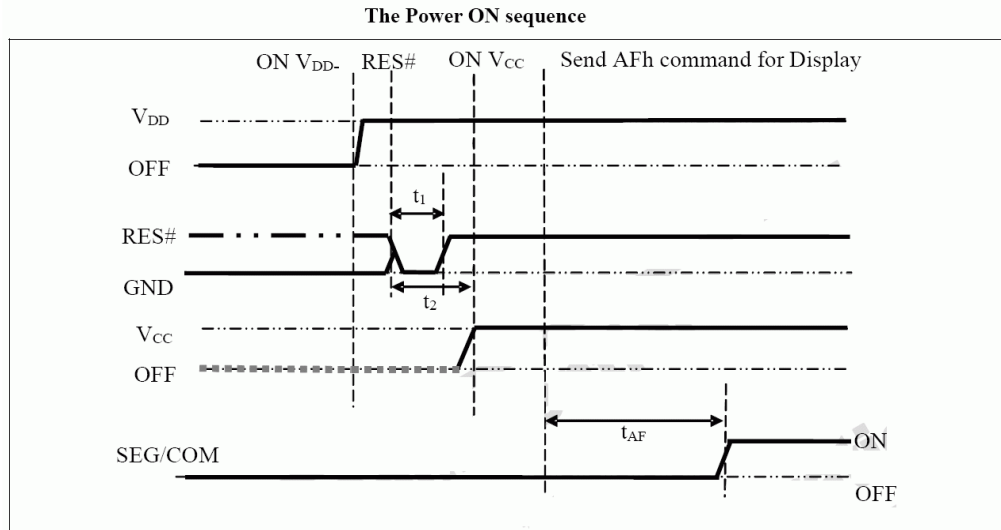 The Power ON sequence
ON VDD- RES# ON VCC Send AFh command for Display
VDD
OFF
t1
RES#
GND
t2
VCC
OFF
tAF
SEG/COM
ON
OFF